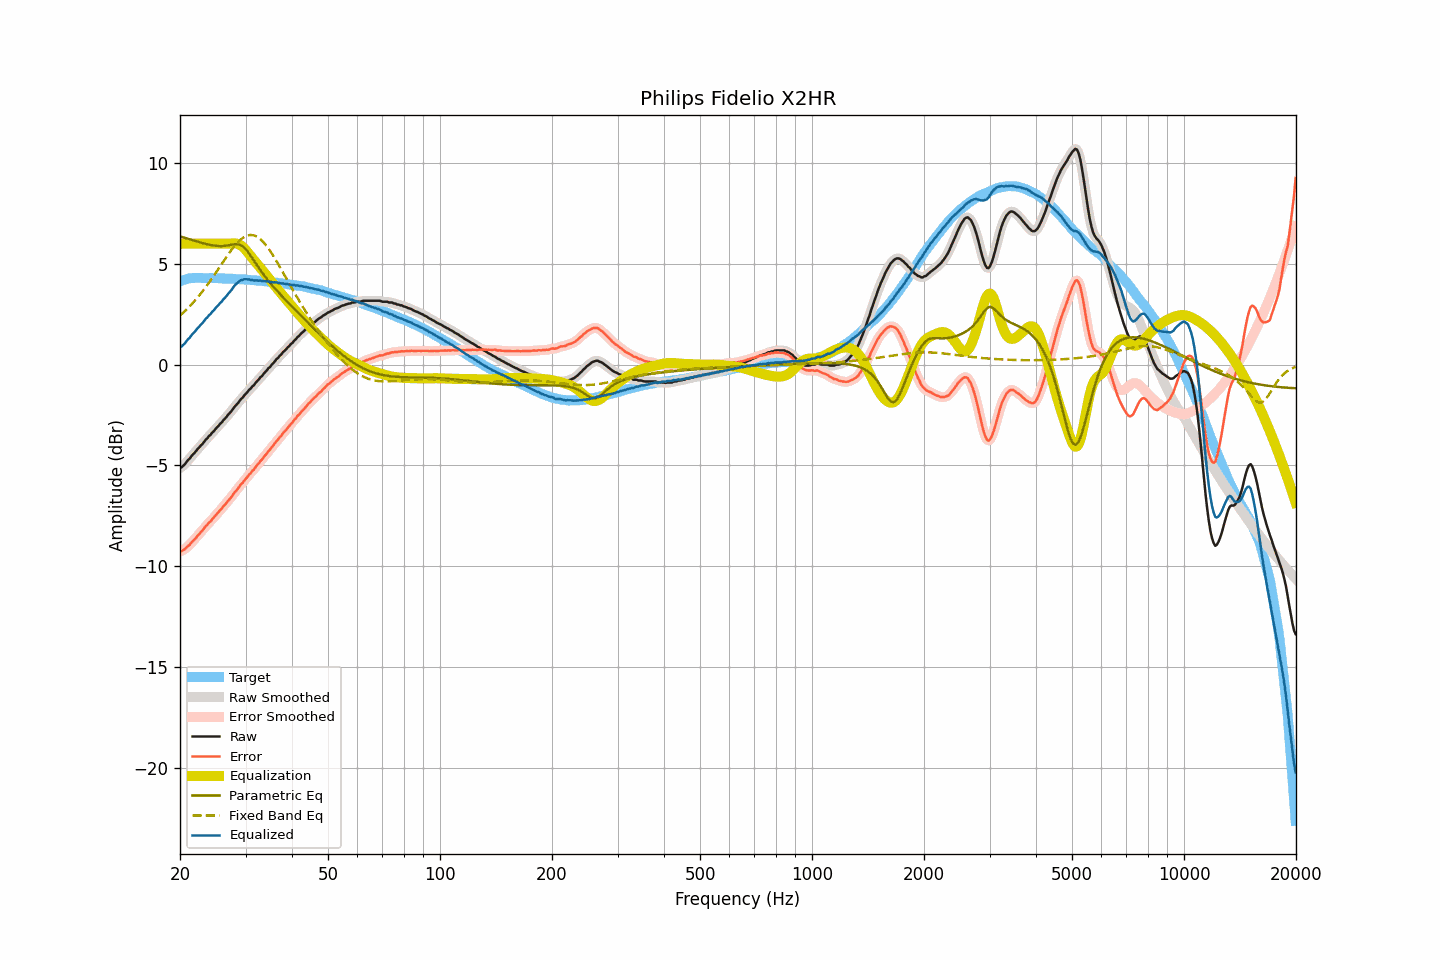 Philips Fidelio X2HR
10
5
0
−5
−10
−15
−20
Amplitude (dBr)
Target
Raw Smoothed
Error Smoothed
Raw
Error
Equalization
Parametric Eq
Fixed Band Eq
Equalized
20 50 100 200 500 1000 2000 5000 10000 20000
Frequency (Hz)